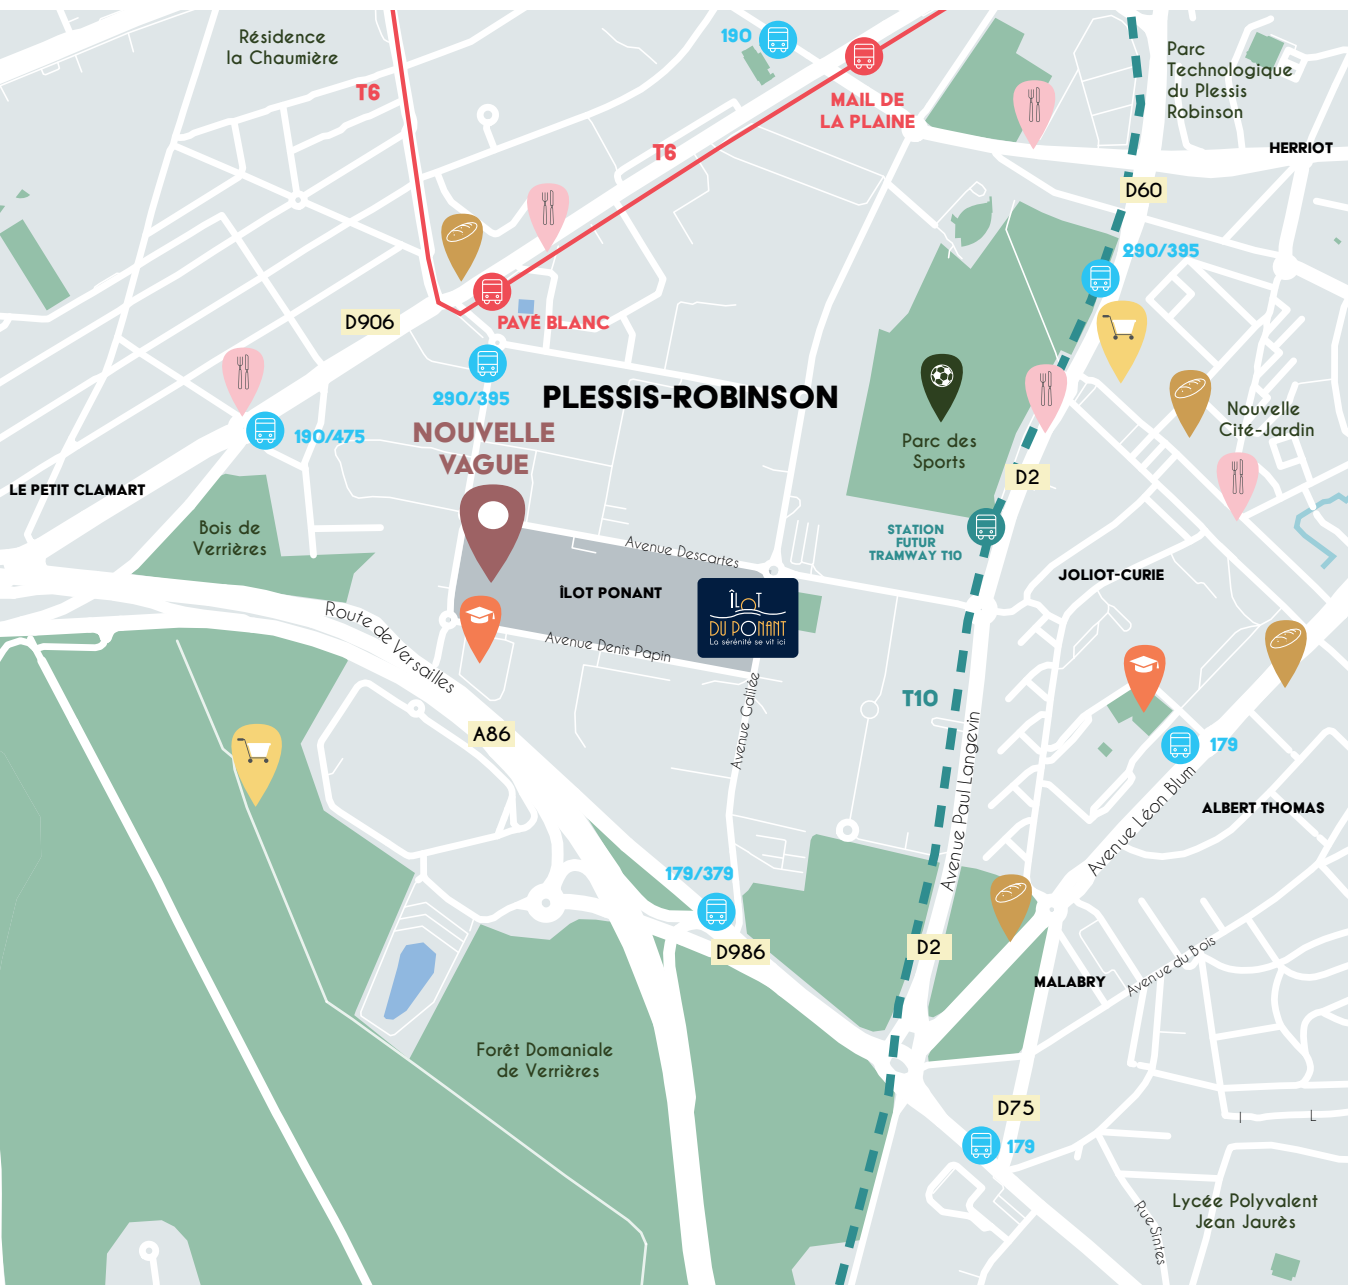 Résidence
la Chaumière
190
Parc
Technologique
du Plessis
Robinson
T6
MAIL DE
LA PLAINE
T6
HERRIOT
D60
290/395
D906
PAVÉ BLANC
290/395
PLESSIS-ROBINSON
190/475
NOUVELLE
VAGUE
Nouvelle
Cité-Jardin
Parc des
Sports
D2
LE PETIT CLAMART
Bois de
Verrières
STATION
FUTUR
TRAMWAY T10
Avenue Descartes
JOLIOT-CURIE
ÎLOT PONANT
ÎLOT
DU PONANT
La sérénité se vit ici
Route de Versailles
Avenue Denis Papin
T10
Avenue Galilée
A86
179
Avenue Paul Langevin
Avenue Léon Blum
ALBERT THOMAS
179/379
D986
D2
MALABRY
Avenue du Bois
Forêt Domaniale
de Verrières
D75
I
L
179
Lycée Polyvalent
Jean Jaurès
Rue Sintes